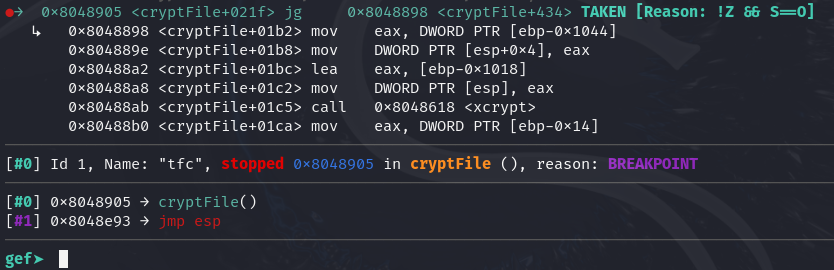 ●→ 0x8048905 <cryptFile+021f> jg 0x8048898 <cryptFile+434> TAKEN [Reason: !Z && S==O]
↳ 0x8048898 <cryptFile+01b2> mov eax, DWORD PTR [ebp-0x1044]
0x804889e <cryptFile+01b8> mov DWORD PTR [esp+0x4], eax
0x80488a2 <cryptFile+01bc> lea eax, [ebp-0x1018]
0x80488a8 <cryptFile+01c2> mov DWORD PTR [esp], eax
0x80488ab <cryptFile+01c5> call 0x8048618 <xcrypt>
0x80488b0 <cryptFile+01ca> mov eax, DWORD PTR [ebp-0x14]
[#0] Id 1, Name: "tfc", stopped 0x8048905 in cryptFile (), reason: BREAKPOINT
[#0] 0x8048905 → cryptFile()
[#1] 0x8048e93 → jmp esp
gef➤